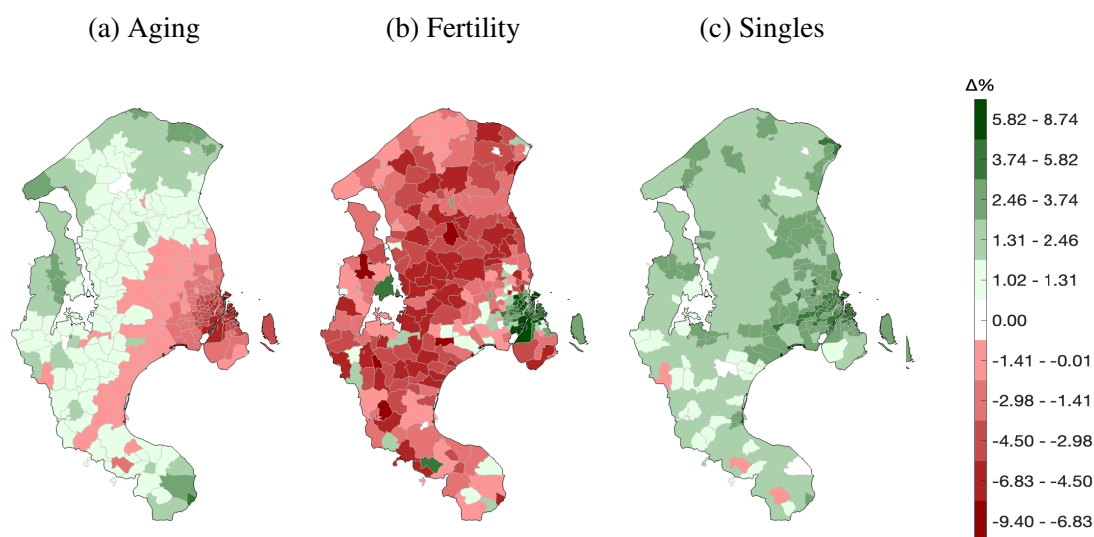 (a) Aging
(b) Fertility
(c) Singles
Δ%
5.82 - 8.74
3.74 - 5.82
2.46 - 3.74
1.31 - 2.46
1.02 - 1.31
0.00
-1.41 - -0.01
-2.98 - -1.41
-4.50 - -2.98
-6.83 - -4.50
-9.40 - -6.83